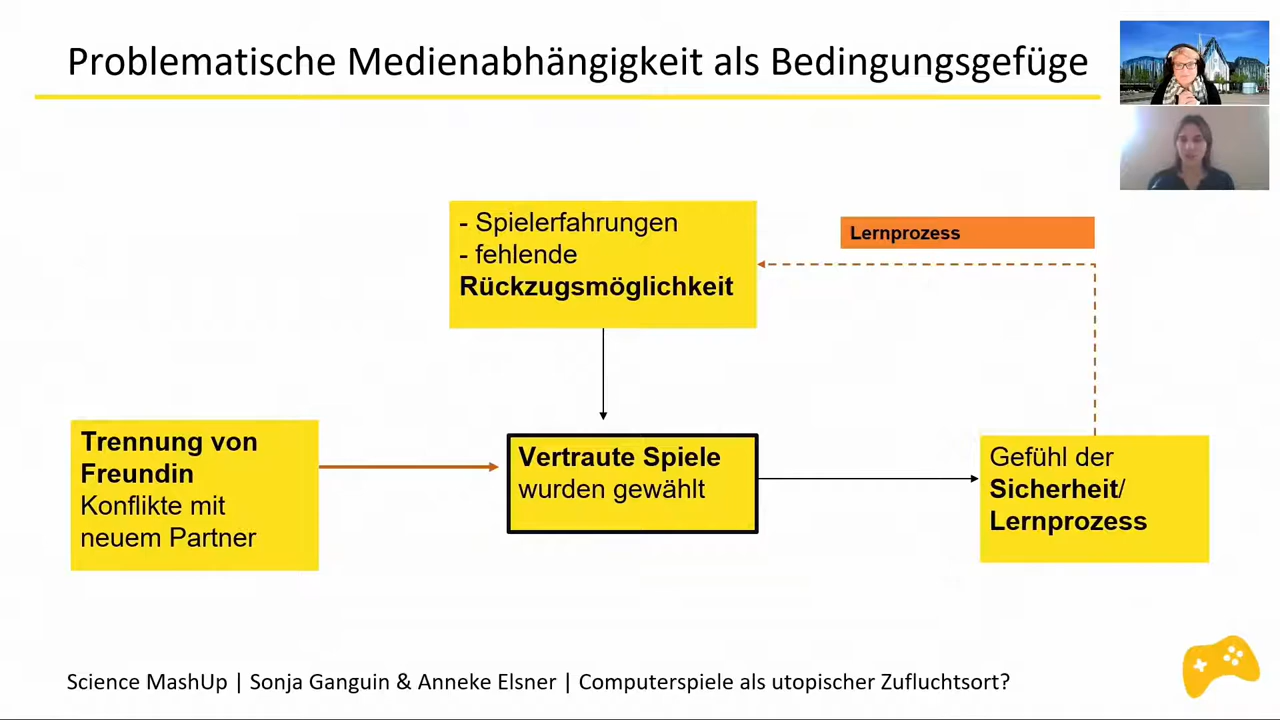 Problematische Medienabhängigkeit als Bedingungsgefüge
- Spielerfahrungen
- fehlende
Rückzugsmöglichkeit
Lernprozess
Trennung von
Freundin
Konflikte mit
neuem Partner
Vertraute Spiele
wurden gewählt
Gefühl der
Sicherheit/
Lernprozess
Science MashUp | Sonja Ganguin & Anneke Elsner | Computerspiele als utopischer Zufluchtsort?